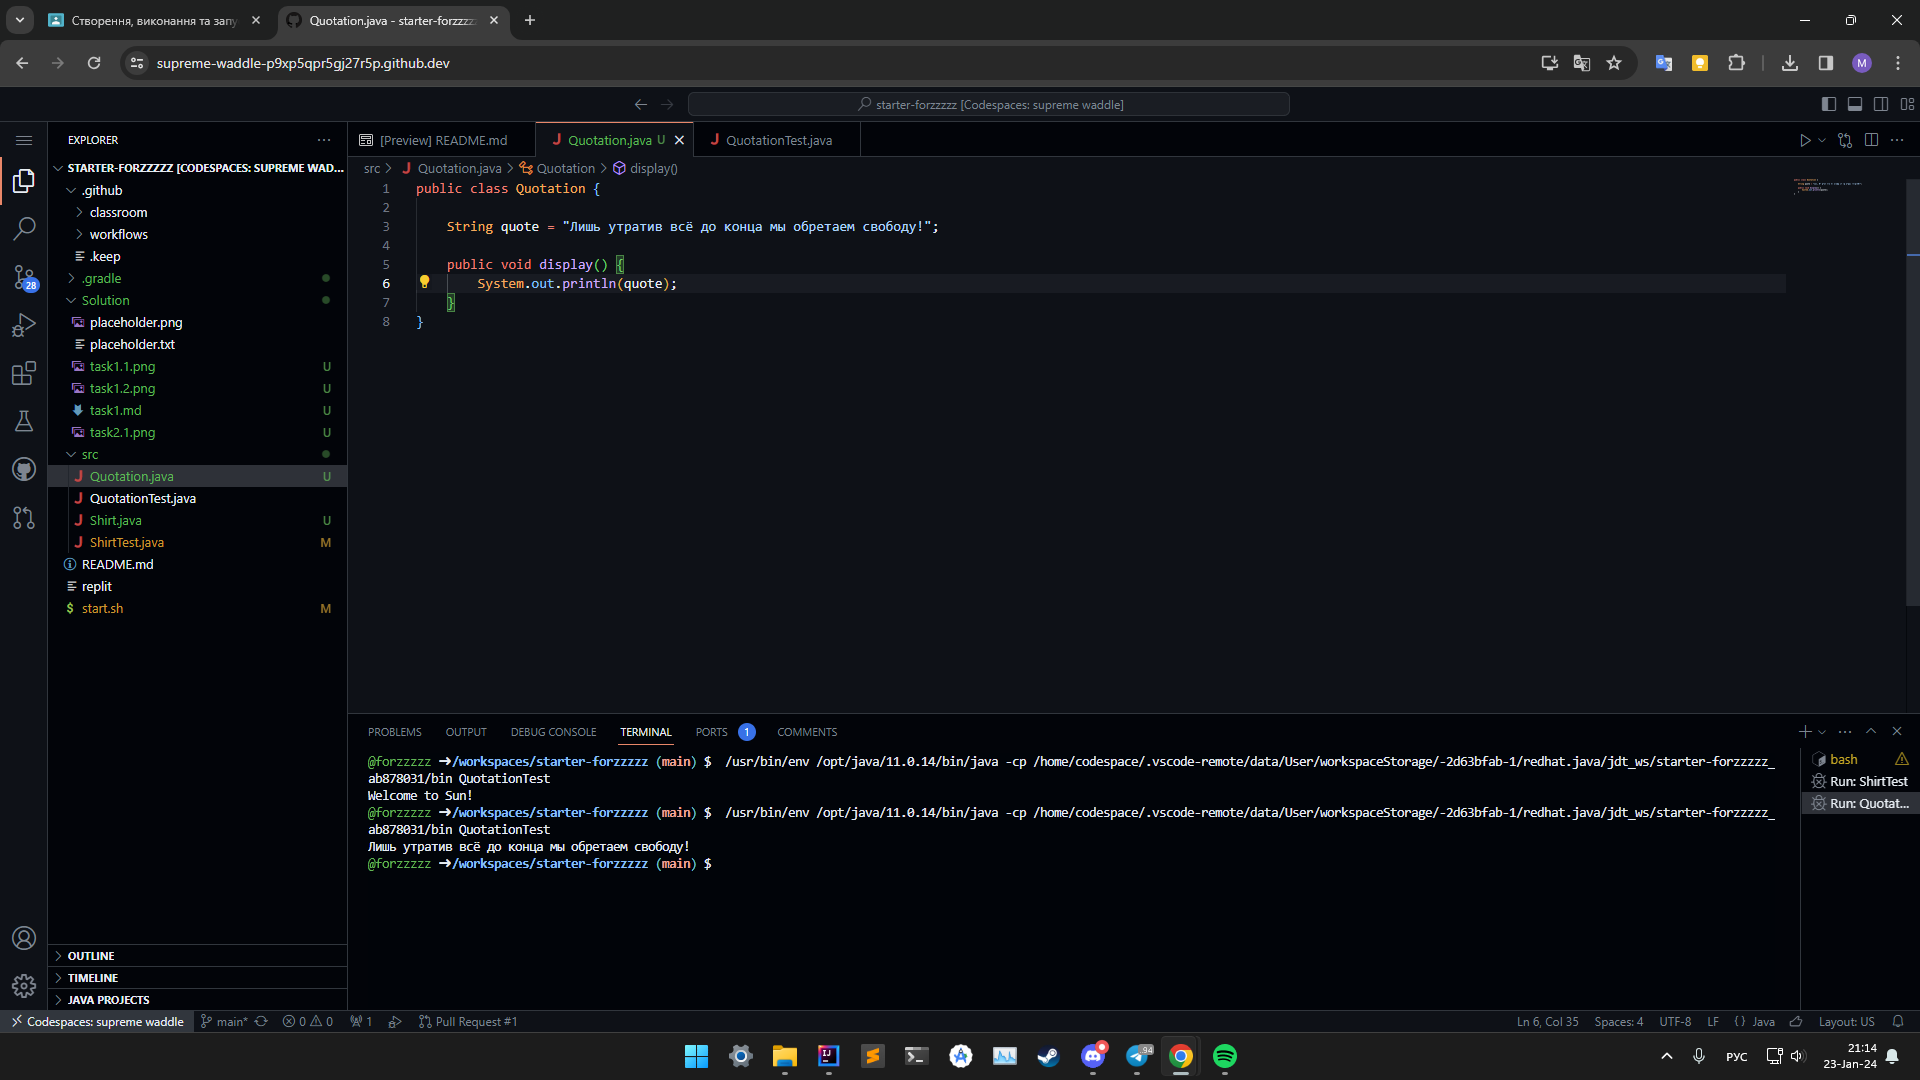 Створення, виконання та запу
Quotation.java - starter-forzzzzz
supreme-waddle-p9xp5qpr5gj27r5p.github.dev
M
starter-forzzzzz [Codespaces: supreme waddle]
EXPLORER
STARTER-FORZZZZZ [CODESPACES: SUPREME WAD...
.github
classroom
workflows
.keep
.gradle
Solution
placeholder.png
placeholder.txt
task1.1.png U
task1.2.png U
task1.md U
task2.1.png U
src
Quotation.java U
QuotationTest.java
Shirt.java U
ShirtTest.java M
README.md
replit
$ start.sh M
OUTLINE
TIMELINE
JAVA PROJECTS
28
[Preview] README.md
Quotation.java U
QuotationTest.java
src > Quotation.java > Quotation > display()
1 public class Quotation {
2
3 String quote = "Лишь утратив всё до конца мы обретаем свободу!";
4
5 public void display() {
6 System.out.println(quote);
7 }
8 }
PROBLEMS OUTPUT DEBUG CONSOLE TERMINAL PORTS 1 COMMENTS
@forzzzzz ➜/workspaces/starter-forzzzzz (main) $ /usr/bin/env /opt/java/11.0.14/bin/java -cp /home/codespace/.vscode-remote/data/User/workspaceStorage/-2d63bfab-1/redhat.java/jdt_ws/starter-forzzzzz_
ab878031/bin QuotationTest
Welcome to Sun!
@forzzzzz ➜/workspaces/starter-forzzzzz (main) $ /usr/bin/env /opt/java/11.0.14/bin/java -cp /home/codespace/.vscode-remote/data/User/workspaceStorage/-2d63bfab-1/redhat.java/jdt_ws/starter-forzzzzz_
ab878031/bin QuotationTest
Лишь утратив всё до конца мы обретаем свободу!
@forzzzzz ➜/workspaces/starter-forzzzzz (main) $
bash
Run: ShirtTest
Run: Quotat...
Codespaces: supreme waddle main* 0 0 1 Pull Request #1
Ln 6, Col 35 Spaces: 4 UTF-8 LF {} Java Layout: US
94
РУС
21:14
23-Jan-24